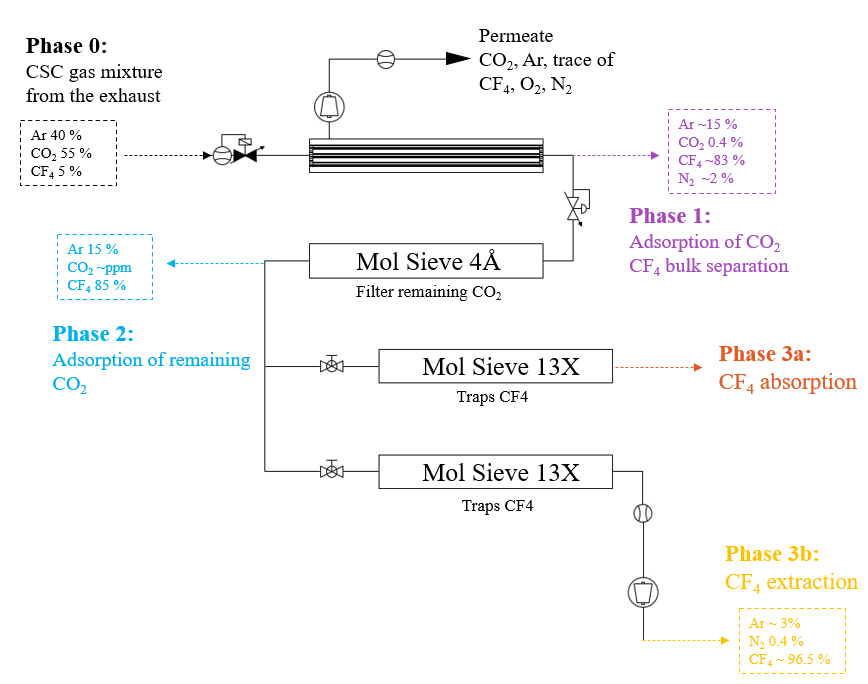 Phase 0:
CSC gas mixture
from the exhaust
Ar 40 %
CO₂ 55 %
CF₄ 5 %
Permeate
CO₂, Ar, trace of
CF₄, O₂, N₂
Ar ~15 %
CO₂ 0.4 %
CF₄ ~83 %
N₂ ~2 %
Phase 1:
Adsorption of CO₂
CF₄ bulk separation
Mol Sieve 4Å
Filter remaining CO₂
Ar 15 %
CO₂ ~ppm
CF₄ 85 %
Phase 2:
Adsorption of remaining
CO₂
Mol Sieve 13X
Traps CF4
Phase 3a:
CF₄ absorption
Mol Sieve 13X
Traps CF4
Phase 3b:
CF₄ extraction
Ar ~ 3%
N₂ 0.4 %
CF₄ ~ 96.5 %